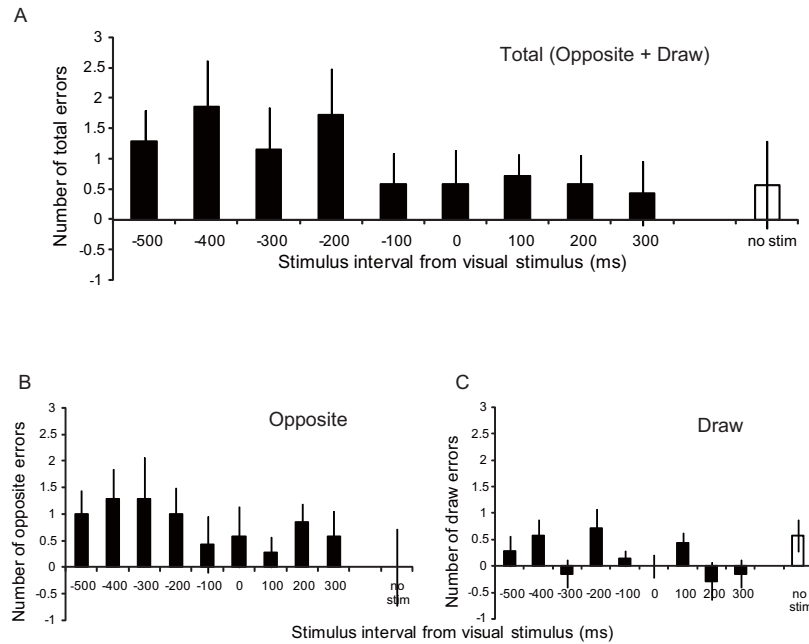 A
Total (Opposite + Draw)
Number of total errors
3
2.5
2
1.5
1
0.5
0
-0.5
-1
-500 -400 -300 -200 -100 0 100 200 300 no stim
Stimulus interval from visual stimulus (ms)
B
Opposite
Number of opposite errors
3
2.5
2
1.5
1
0.5
0
-0.5
-1
-500 -400 -300 -200 -100 0 100 200 300 no
stim
C
Draw
Number of draw errors
3
2.5
2
1.5
1
0.5
0
-0.5
-1
-500 -400 -300 -200 -100 0 100 200 300 no
stim
Stimulus interval from visual stimulus (ms)